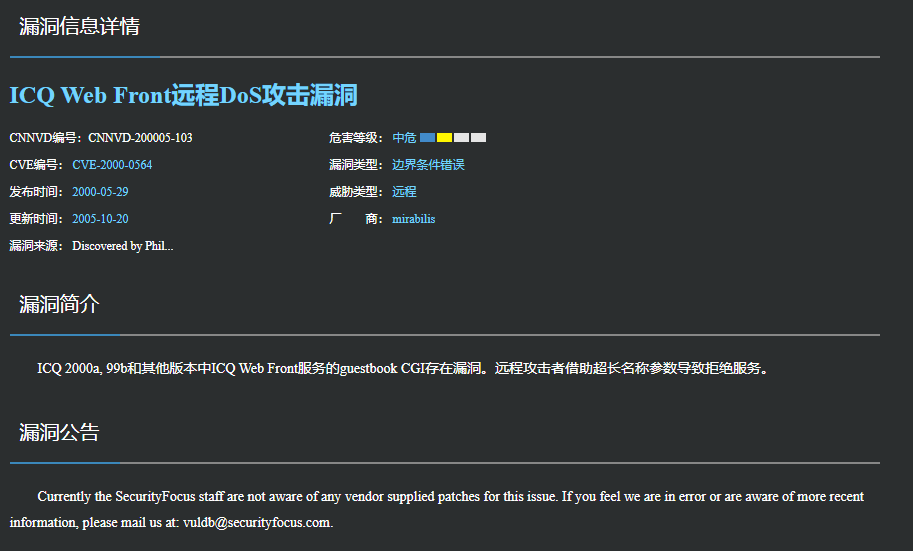 漏洞信息详情
ICQ Web Front远程DoS攻击漏洞
CNNVD编号：CNNVD-200005-103
危害等级： 中危
CVE编号： CVE-2000-0564
漏洞类型： 边界条件错误
发布时间： 2000-05-29
威胁类型： 远程
更新时间： 2005-10-20
厂 商： mirabilis
漏洞来源： Discovered by Phil...
漏洞简介
ICQ 2000a, 99b和其他版本中ICQ Web Front服务的guestbook CGI存在漏洞。远程攻击者借助超长名称参数导致拒绝服务。
漏洞公告
Currently the SecurityFocus staff are not aware of any vendor supplied patches for this issue. If you feel we are in error or are aware of more recent
information, please mail us at: vuldb@securityfocus.com.